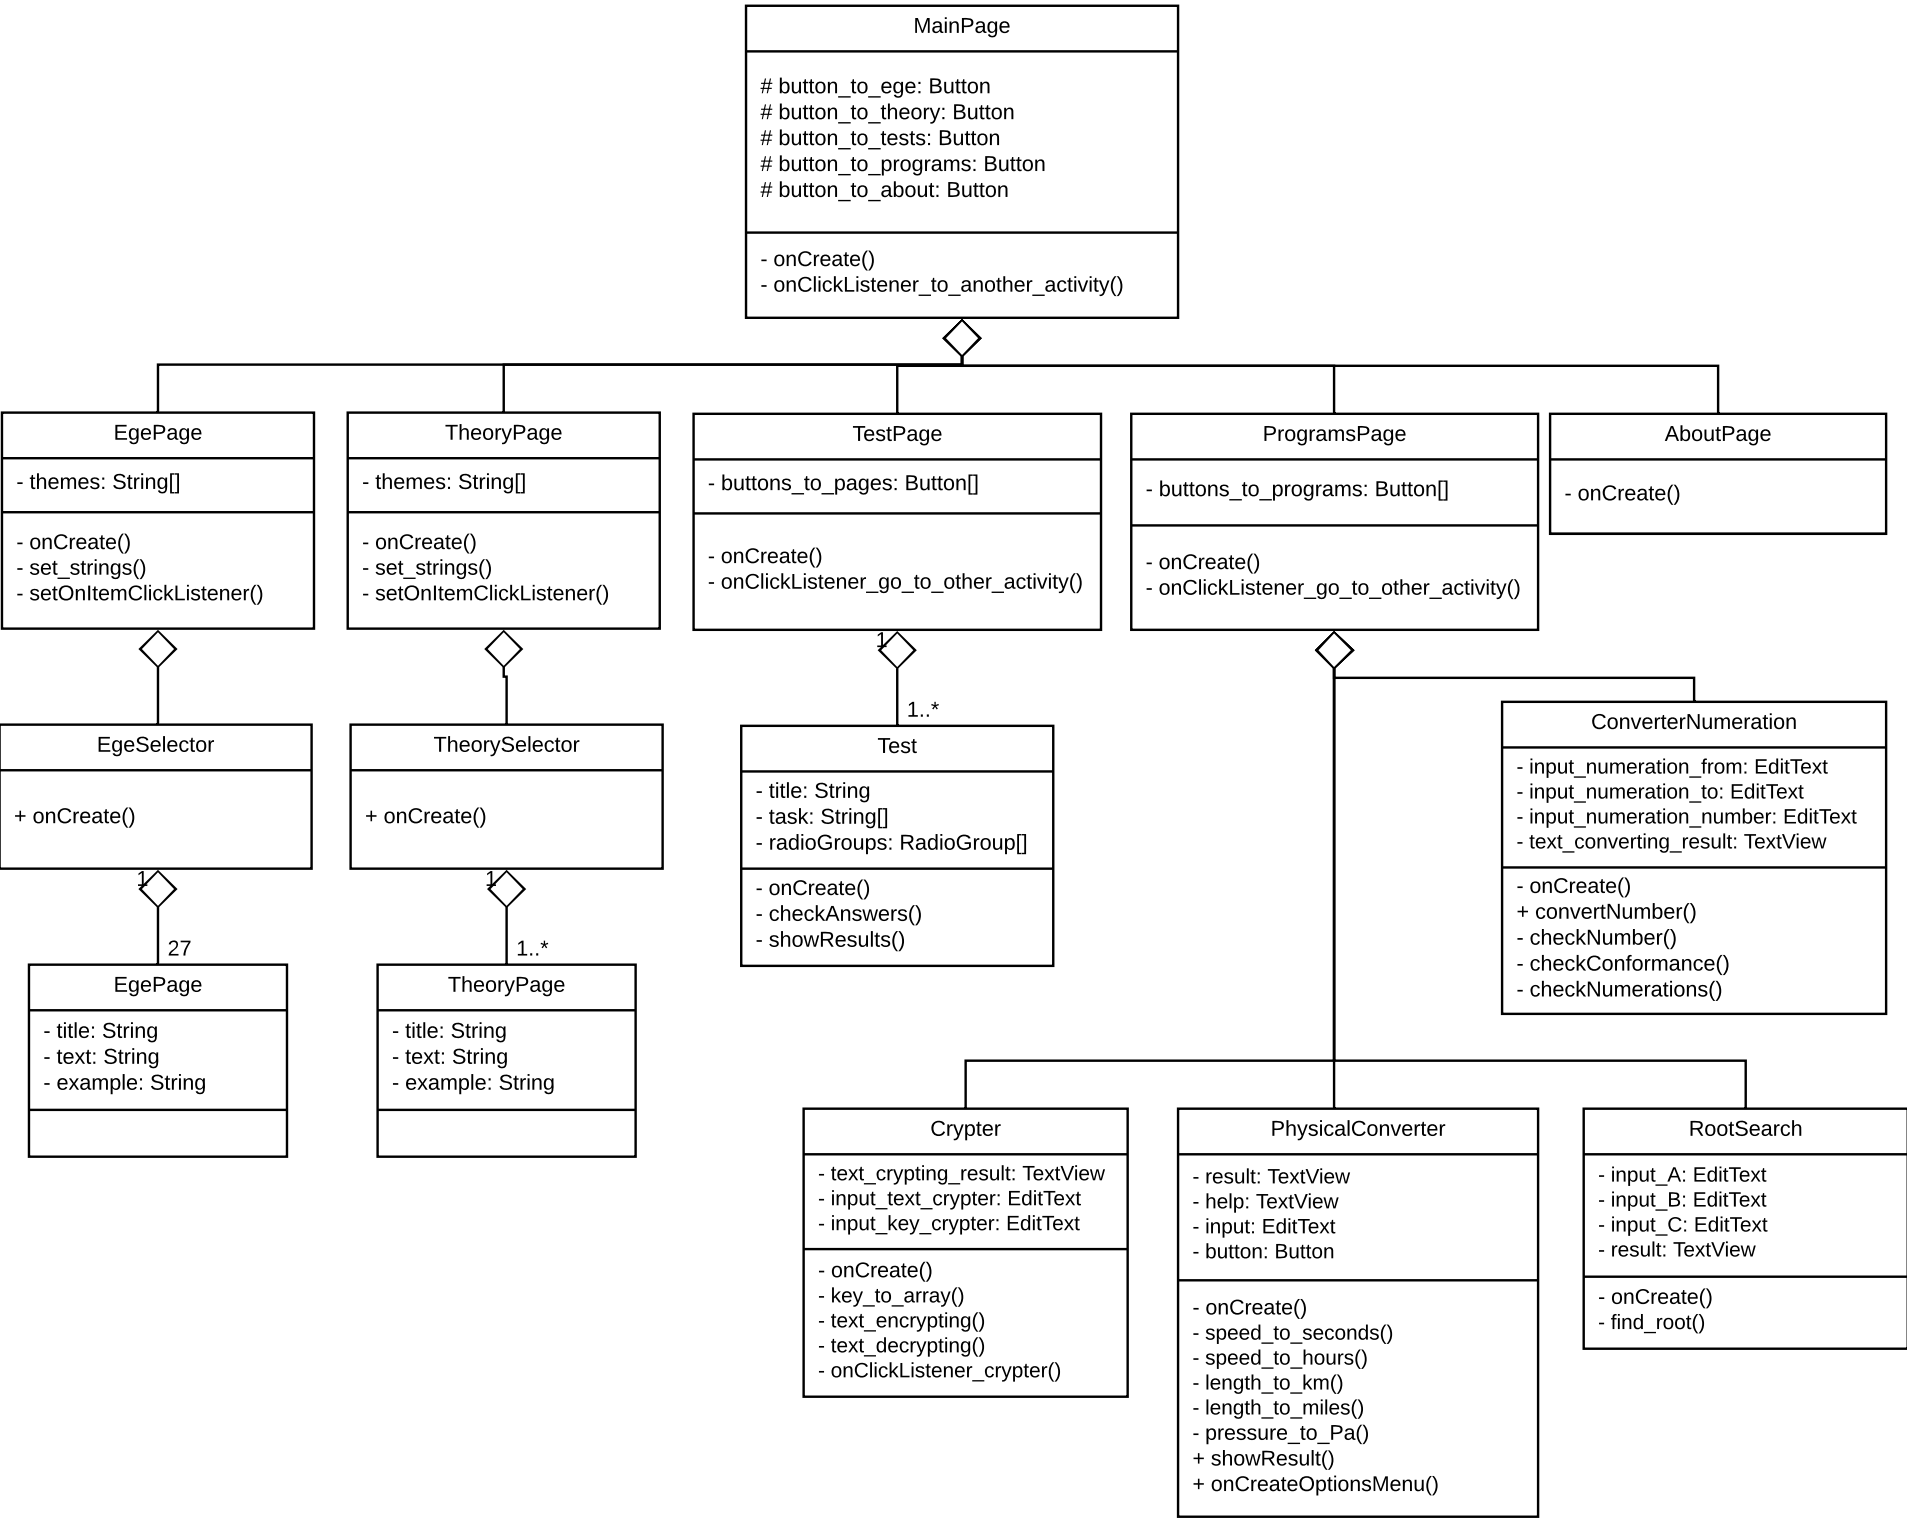 MainPage
# button_to_ege: Button
# button_to_theory: Button
# button_to_tests: Button
# button_to_programs: Button
# button_to_about: Button
- onCreate()
- onClickListener_to_another_activity()
EgePage
- themes: String[]
- onCreate()
- set_strings()
- setOnItemClickListener()
TheoryPage
- themes: String[]
- onCreate()
- set_strings()
- setOnItemClickListener()
TestPage
- buttons_to_pages: Button[]
- onCreate()
- onClickListener_go_to_other_activity()
ProgramsPage
- buttons_to_programs: Button[]
- onCreate()
- onClickListener_go_to_other_activity()
AboutPage
- onCreate()
EgeSelector
+ onCreate()
1
27
EgePage
- title: String
- text: String
- example: String
TheorySelector
+ onCreate()
1
1..*
TheoryPage
- title: String
- text: String
- example: String
1
1..*
Test
- title: String
- task: String[]
- radioGroups: RadioGroup[]
- onCreate()
- checkAnswers()
- showResults()
ConverterNumeration
- input_numeration_from: EditText
- input_numeration_to: EditText
- input_numeration_number: EditText
- text_converting_result: TextView
- onCreate()
+ convertNumber()
- checkNumber()
- checkConformance()
- checkNumerations()
Crypter
- text_crypting_result: TextView
- input_text_crypter: EditText
- input_key_crypter: EditText
- onCreate()
- key_to_array()
- text_encrypting()
- text_decrypting()
- onClickListener_crypter()
PhysicalConverter
- result: TextView
- help: TextView
- input: EditText
- button: Button
- onCreate()
- speed_to_seconds()
- speed_to_hours()
- length_to_km()
- length_to_miles()
- pressure_to_Pa()
+ showResult()
+ onCreateOptionsMenu()
RootSearch
- input_A: EditText
- input_B: EditText
- input_C: EditText
- result: TextView
- onCreate()
- find_root()